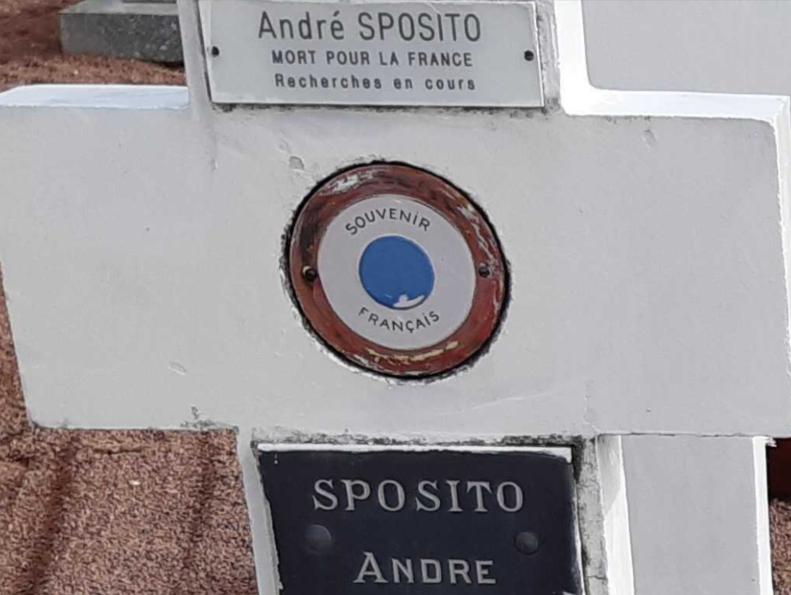 André SPOSITO
MORT POUR LA FRANCE
Recherches en cours
SOUVENIR
FRANÇAIS
SPOSITO
ANDRE